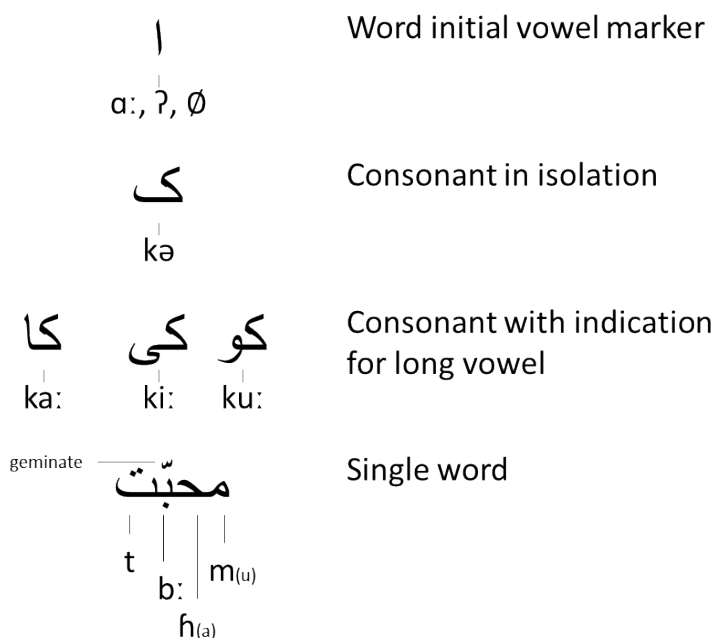 ا
Word initial vowel marker
ɑː, ʔ, Ø
ک
Consonant in isolation
kə
کا کی کو
Consonant with indication
for long vowel
kaː kiː kuː
geminate
محبّت
Single word
t
bː
ɦ(a)
m(u)